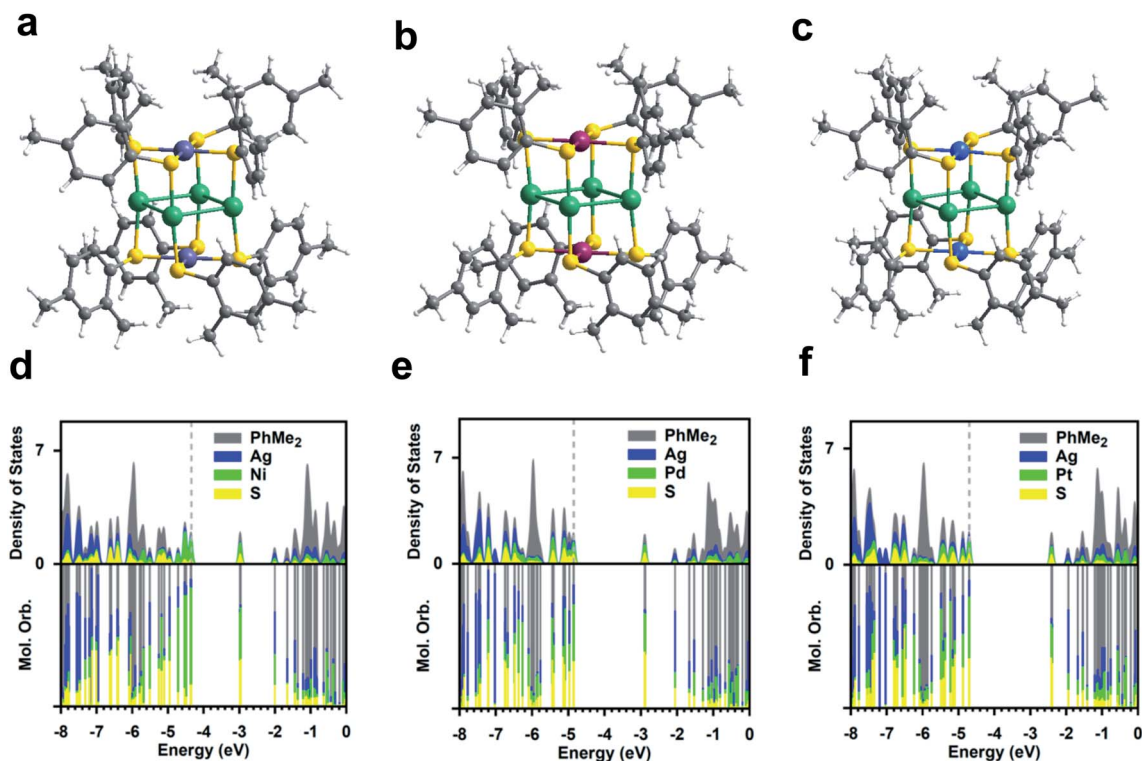 a
b
c
d
e
f
Density of States
7
0
PhMe₂
Ag
Ni
S
Mol. Orb.
-8 -7 -6 -5 -4 -3 -2 -1 0
Energy (eV)
Density of States
7
0
PhMe₂
Ag
Pd
S
Mol. Orb.
-8 -7 -6 -5 -4 -3 -2 -1 0
Energy (eV)
Density of States
7
0
PhMe₂
Ag
Pt
S
Mol. Orb.
-8 -7 -6 -5 -4 -3 -2 -1 0
Energy (eV)